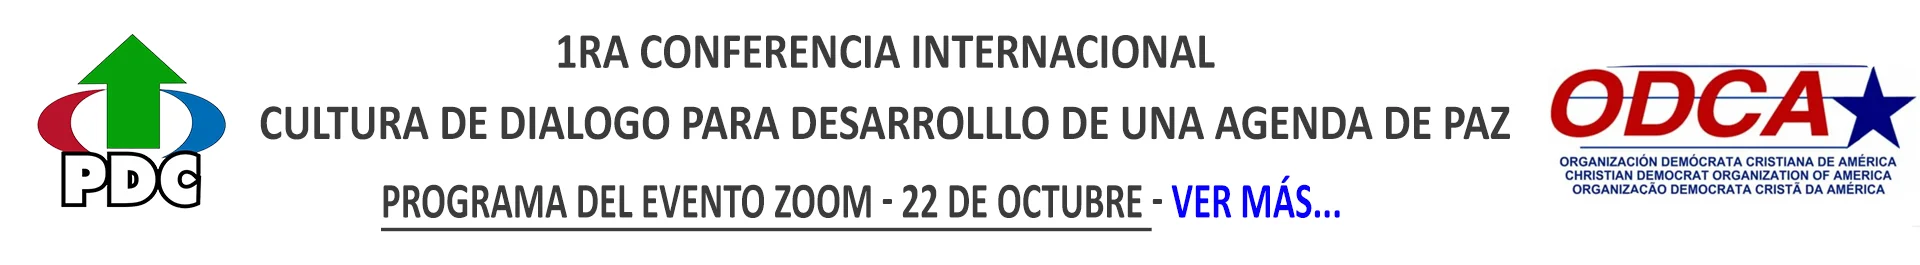 1RA CONFERENCIA INTERNACIONAL
CULTURA DE DIALOGO PARA DESARROLLLO DE UNA AGENDA DE PAZ
PROGRAMA DEL EVENTO ZOOM - 22 DE OCTUBRE - VER MÁS...
PDC
ODCA
ORGANIZACIÓN DEMÓCRATA CRISTIANA DE AMÉRICA
CHRISTIAN DEMOCRAT ORGANIZATION OF AMERICA
ORGANIZAÇÃO DEMOCRATA CRISTÃ DA AMÉRICA